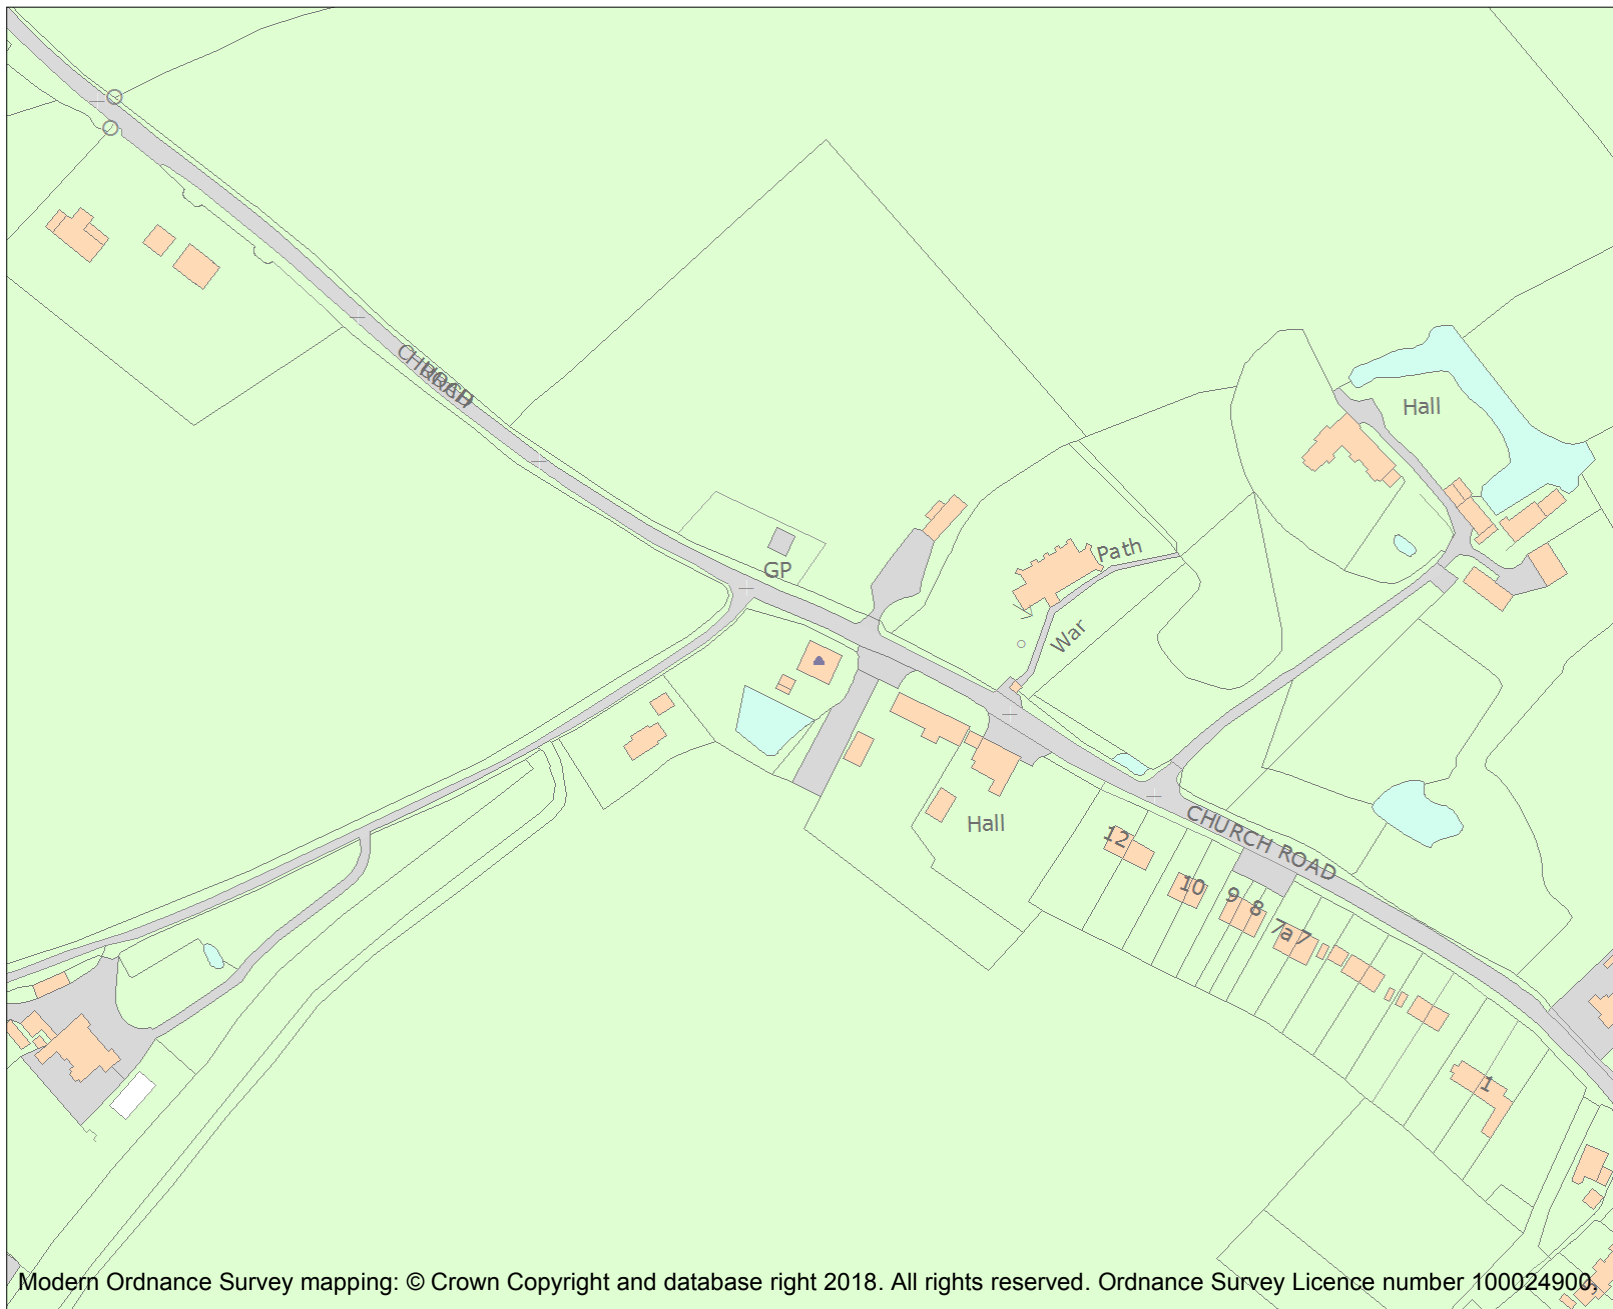 CHURCH
ROAD
Hall
Path
GP
War
CHURCH ROAD
Hall
12
10
9
8
7a
7
1
Modern Ordnance Survey mapping: © Crown Copyright and database right 2018. All rights reserved. Ordnance Survey Licence number 100024900.